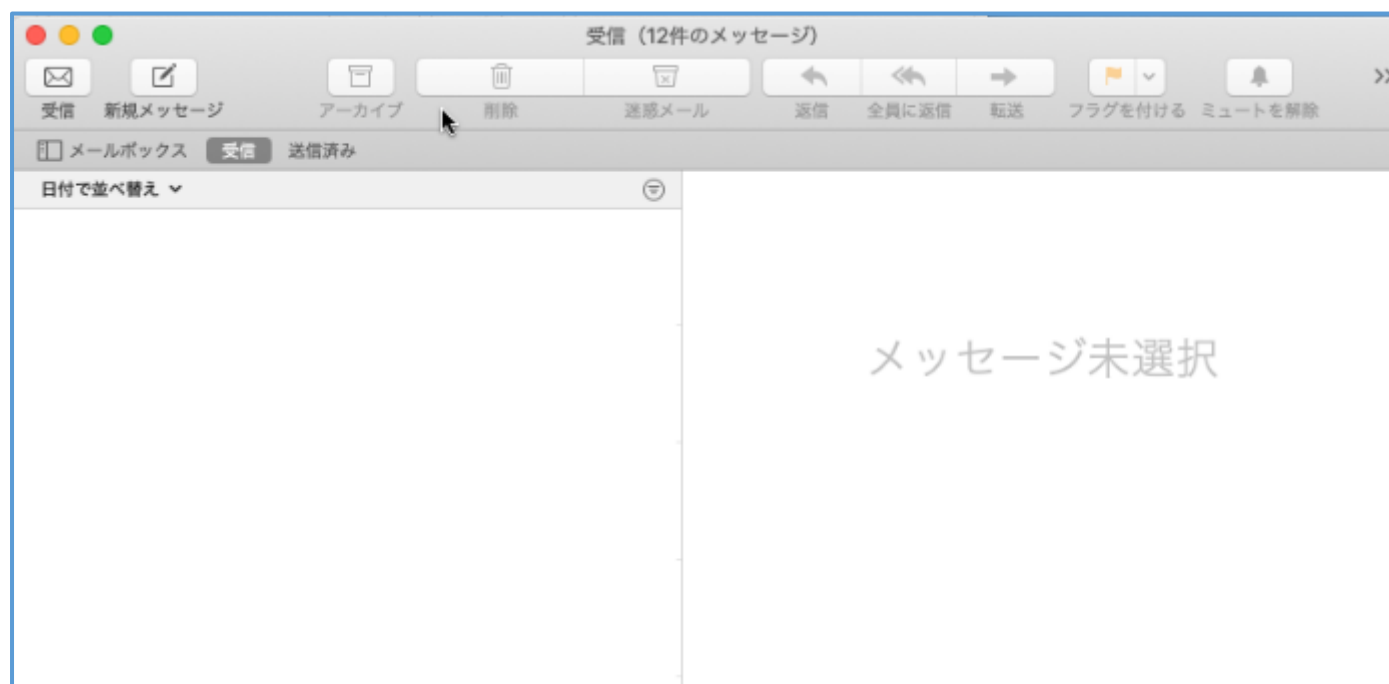 受信（12件のメッセージ）
受信 新規メッセージ アーカイブ 削除 迷惑メール 返信 全員に返信 転送 フラグを付ける ミュートを解除
メールボックス 受信 送信済み
日付で並べ替え
メッセージ未選択